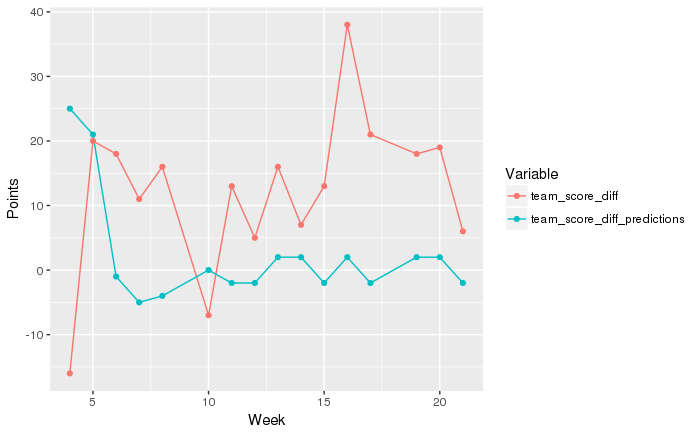 40
30
20
10
0
-10
Points
5
10
15
20
Week
Variable
team_score_diff
team_score_diff_predictions